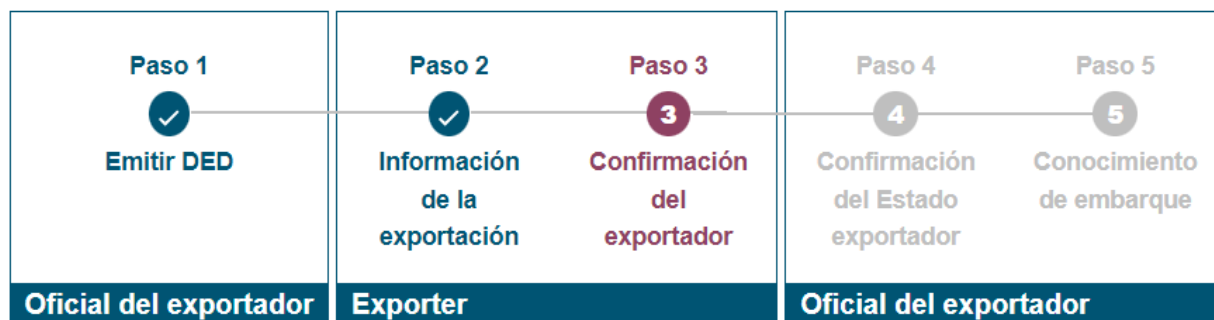 Paso 1
Emitir DED
Oficial del exportador
Paso 2
Información
de la
exportación
Paso 3
3
Confirmación
del
exportador
Exporter
Paso 4
4
Confirmación
del Estado
exportador
Paso 5
5
Conocimiento
de embarque
Oficial del exportador